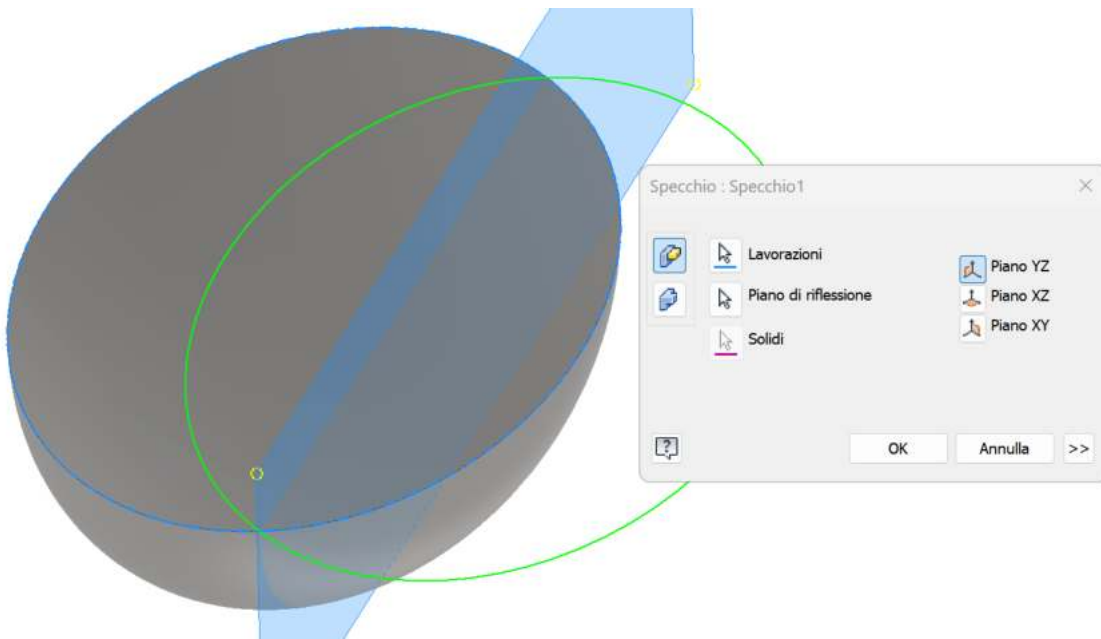 Specchio : Specchio1
Lavorazioni
Piano di riflessione
Solidi
Piano YZ
Piano XZ
Piano XY
?
OK
Annulla
>>